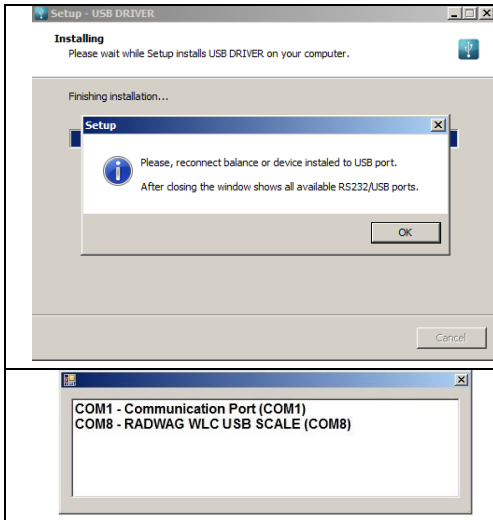 Setup - USB DRIVER
Installing
Please wait while Setup installs USB DRIVER on your computer.
Finishing installation...
Setup
Please, reconnect balance or device instaled to USB port.
After closing the window shows all available RS232/USB ports.
OK
Cancel
COM1 - Communication Port (COM1)
COM8 - RADWAG WLC USB SCALE (COM8)